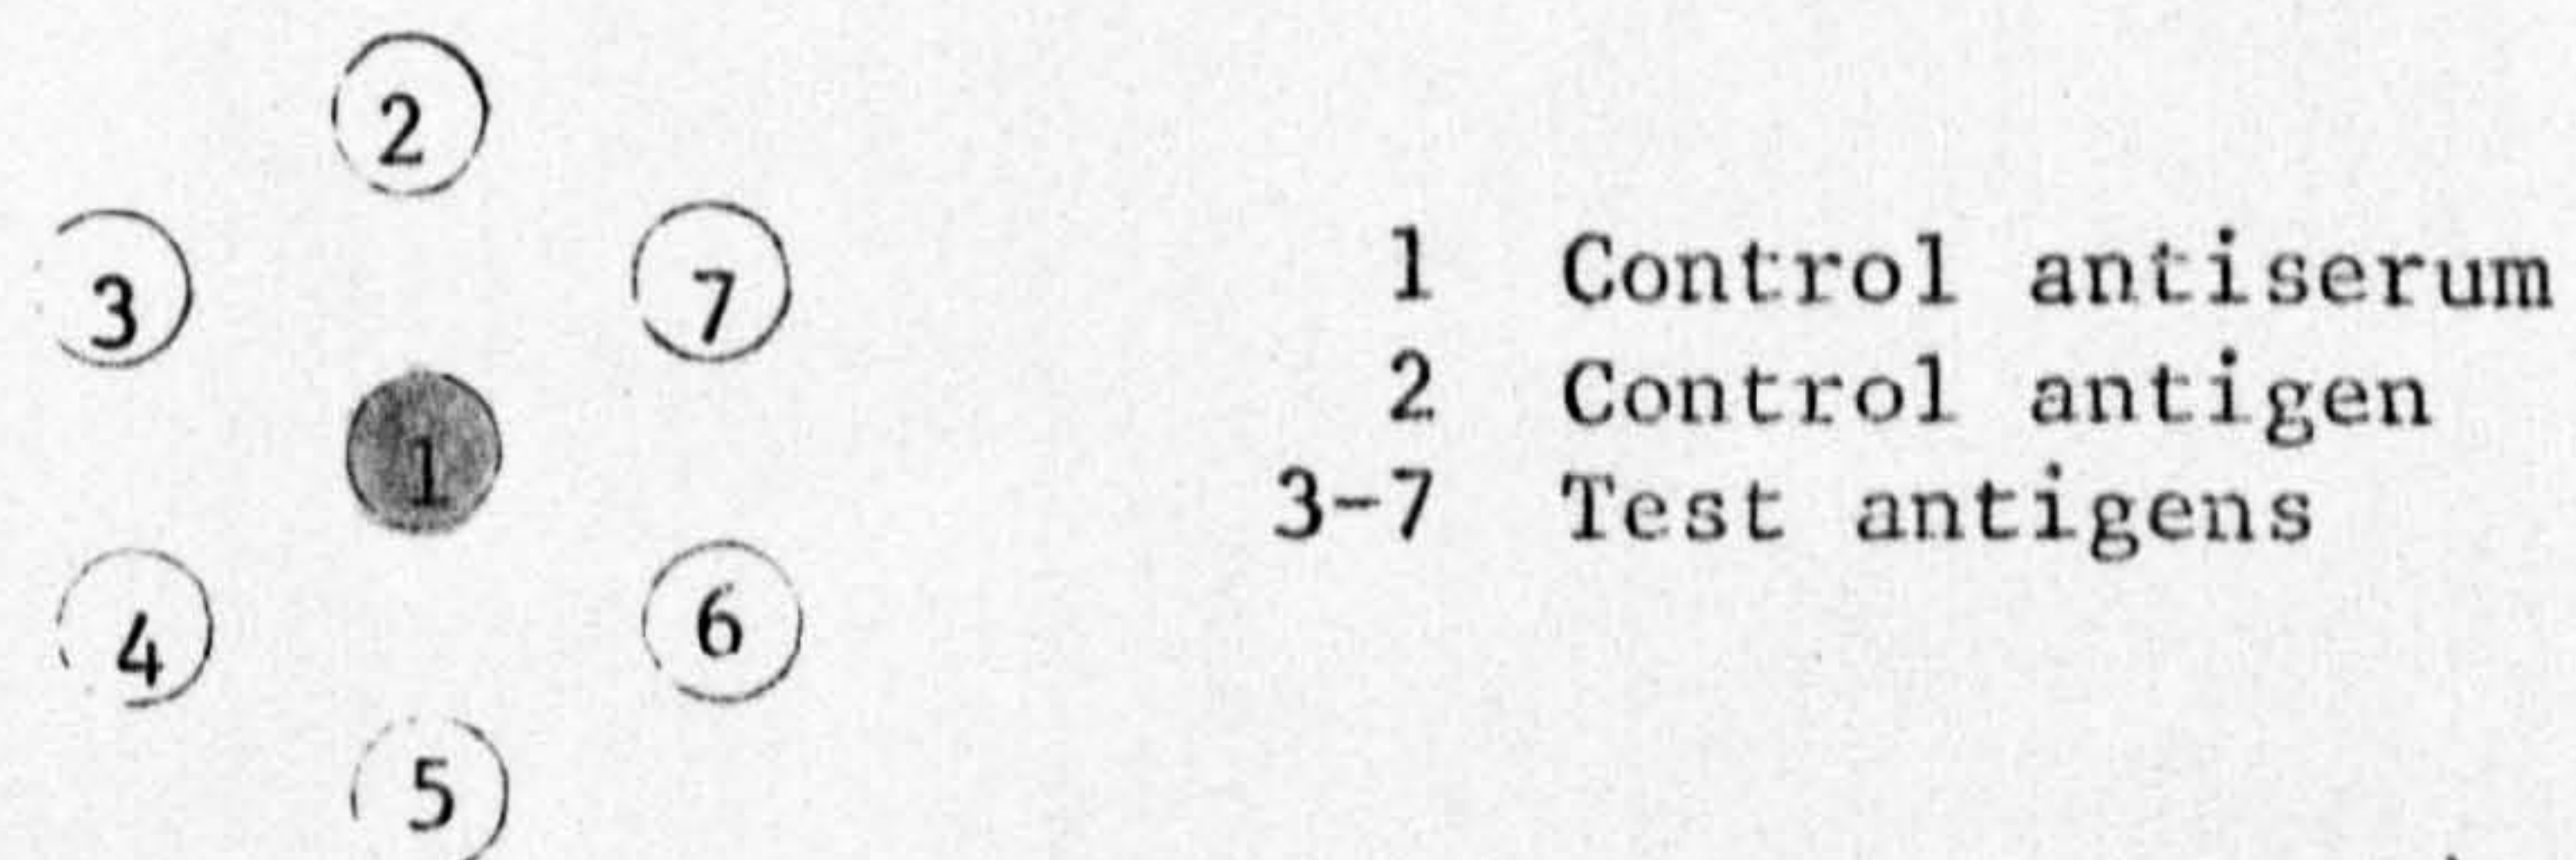 2
3
7
1
4
6
5
1 Control antiserum
2 Control antigen
3-7 Test antigens